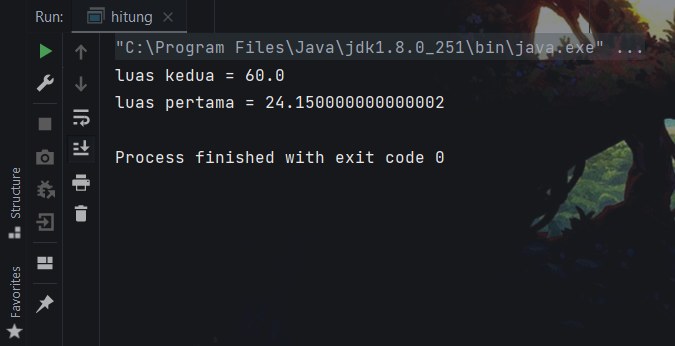 Run: hitung
"C:\Program Files\Java\jdk1.8.0_251\bin\java.exe" ...
luas kedua = 60.0
luas pertama = 24.150000000000002
Process finished with exit code 0
Structure
Favorites